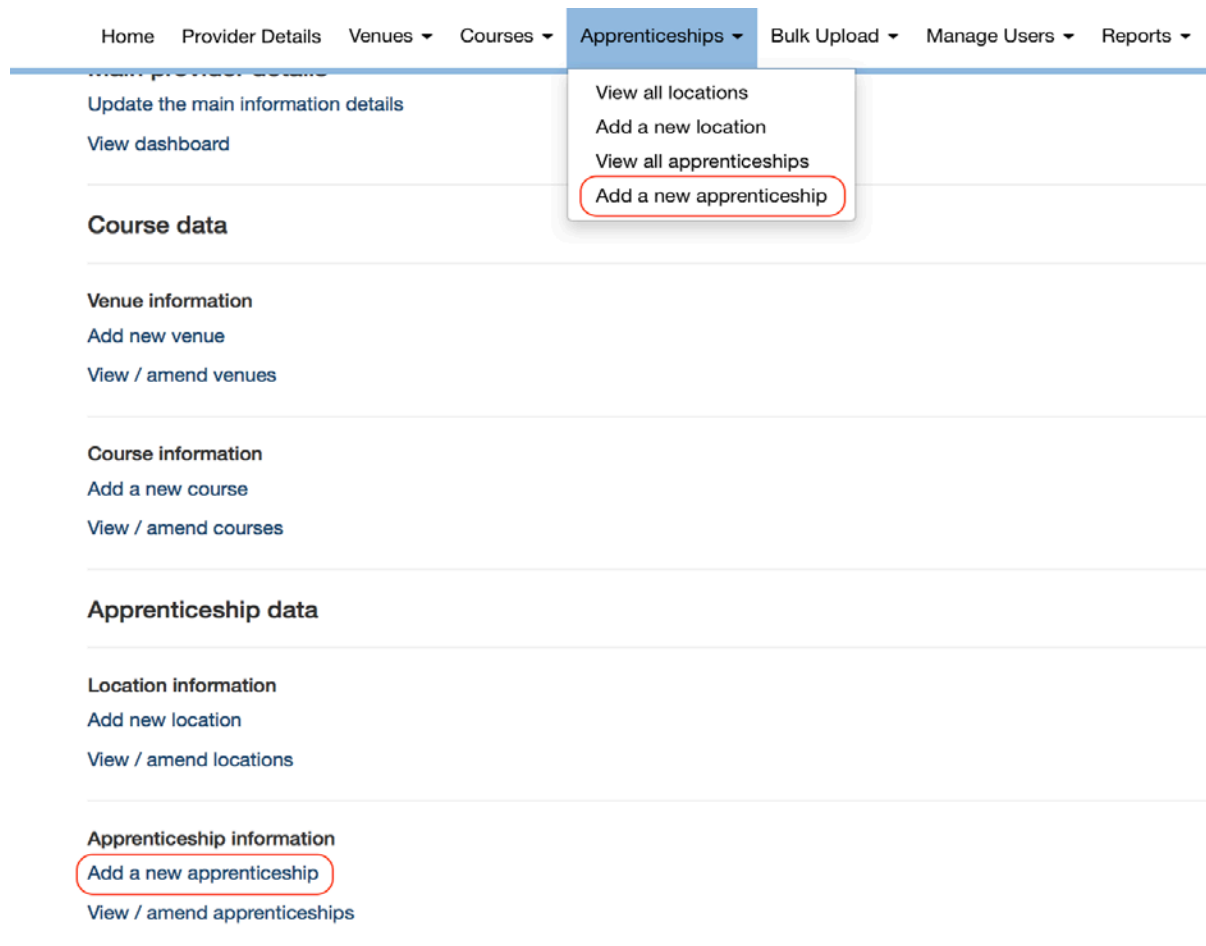 Home Provider Details Venues Courses Apprenticeships Bulk Upload Manage Users Reports
Main provider details
Update the main information details
View dashboard
View all locations
Add a new location
View all apprenticeships
Add a new apprenticeship
Course data
Venue information
Add new venue
View / amend venues
Course information
Add a new course
View / amend courses
Apprenticeship data
Location information
Add new location
View / amend locations
Apprenticeship information
Add a new apprenticeship
View / amend apprenticeships